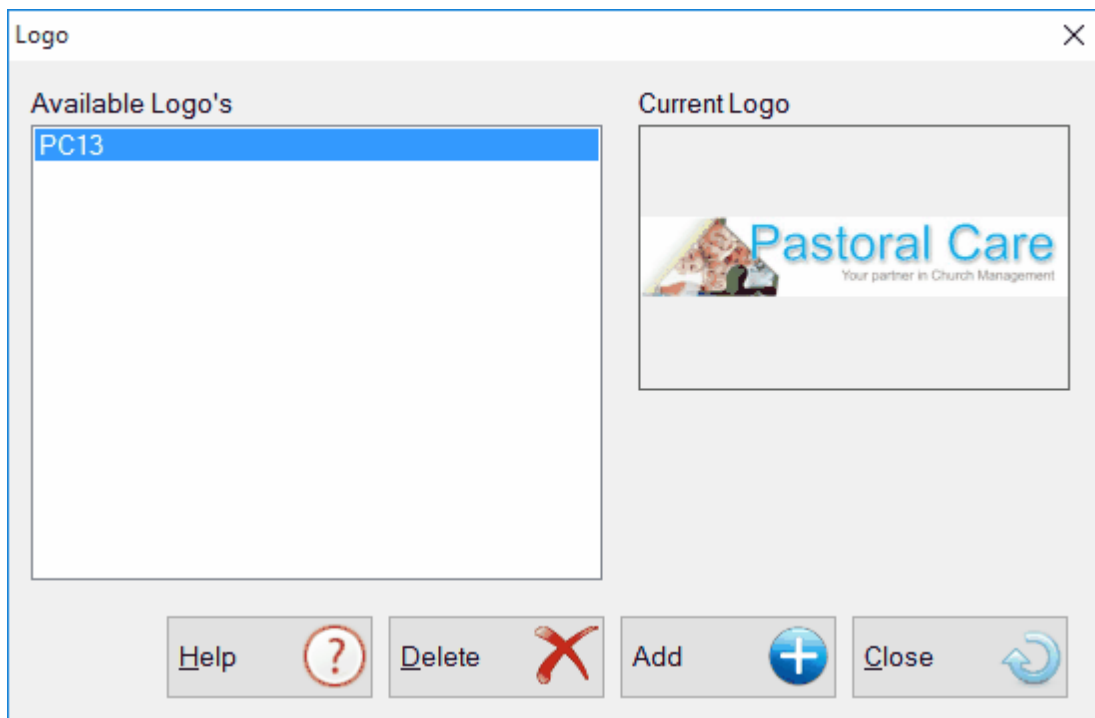 Logo
Available Logo's
PC13
Current Logo
Pastoral Care
Your partner in Church Management
Help
?
Delete
Add
Close